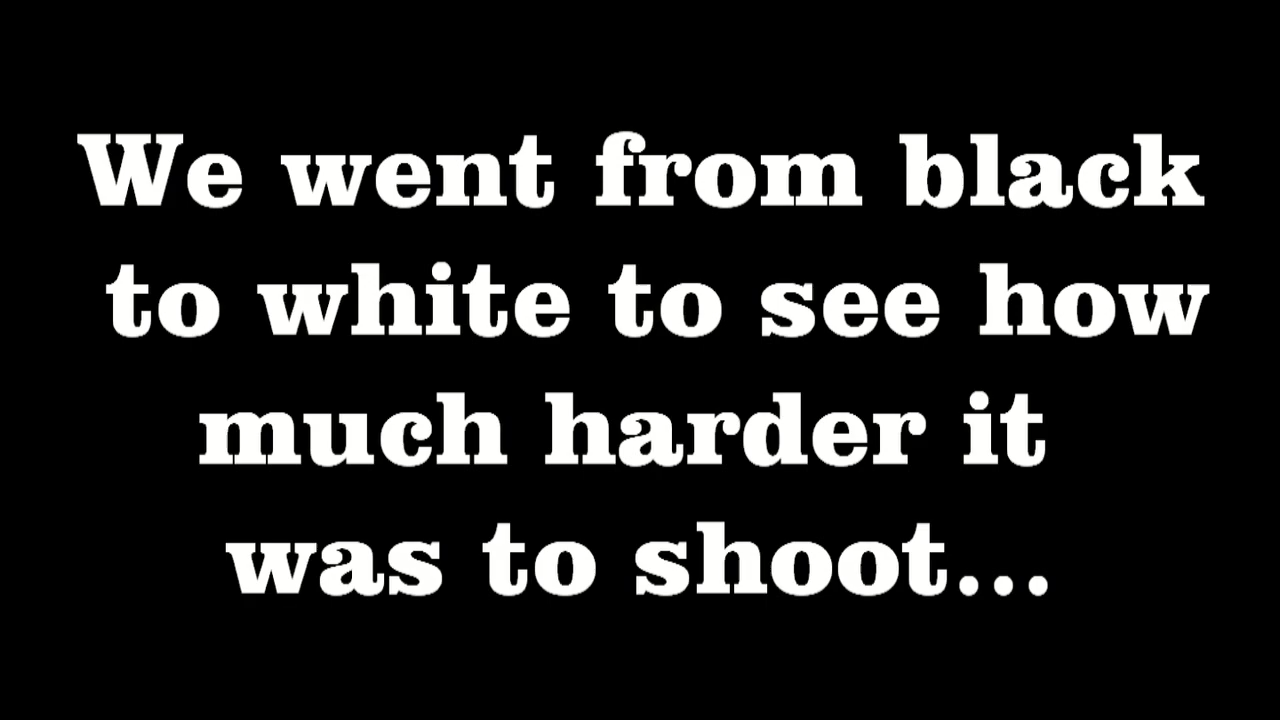 We went from black
to white to see how
much harder it
was to shoot...